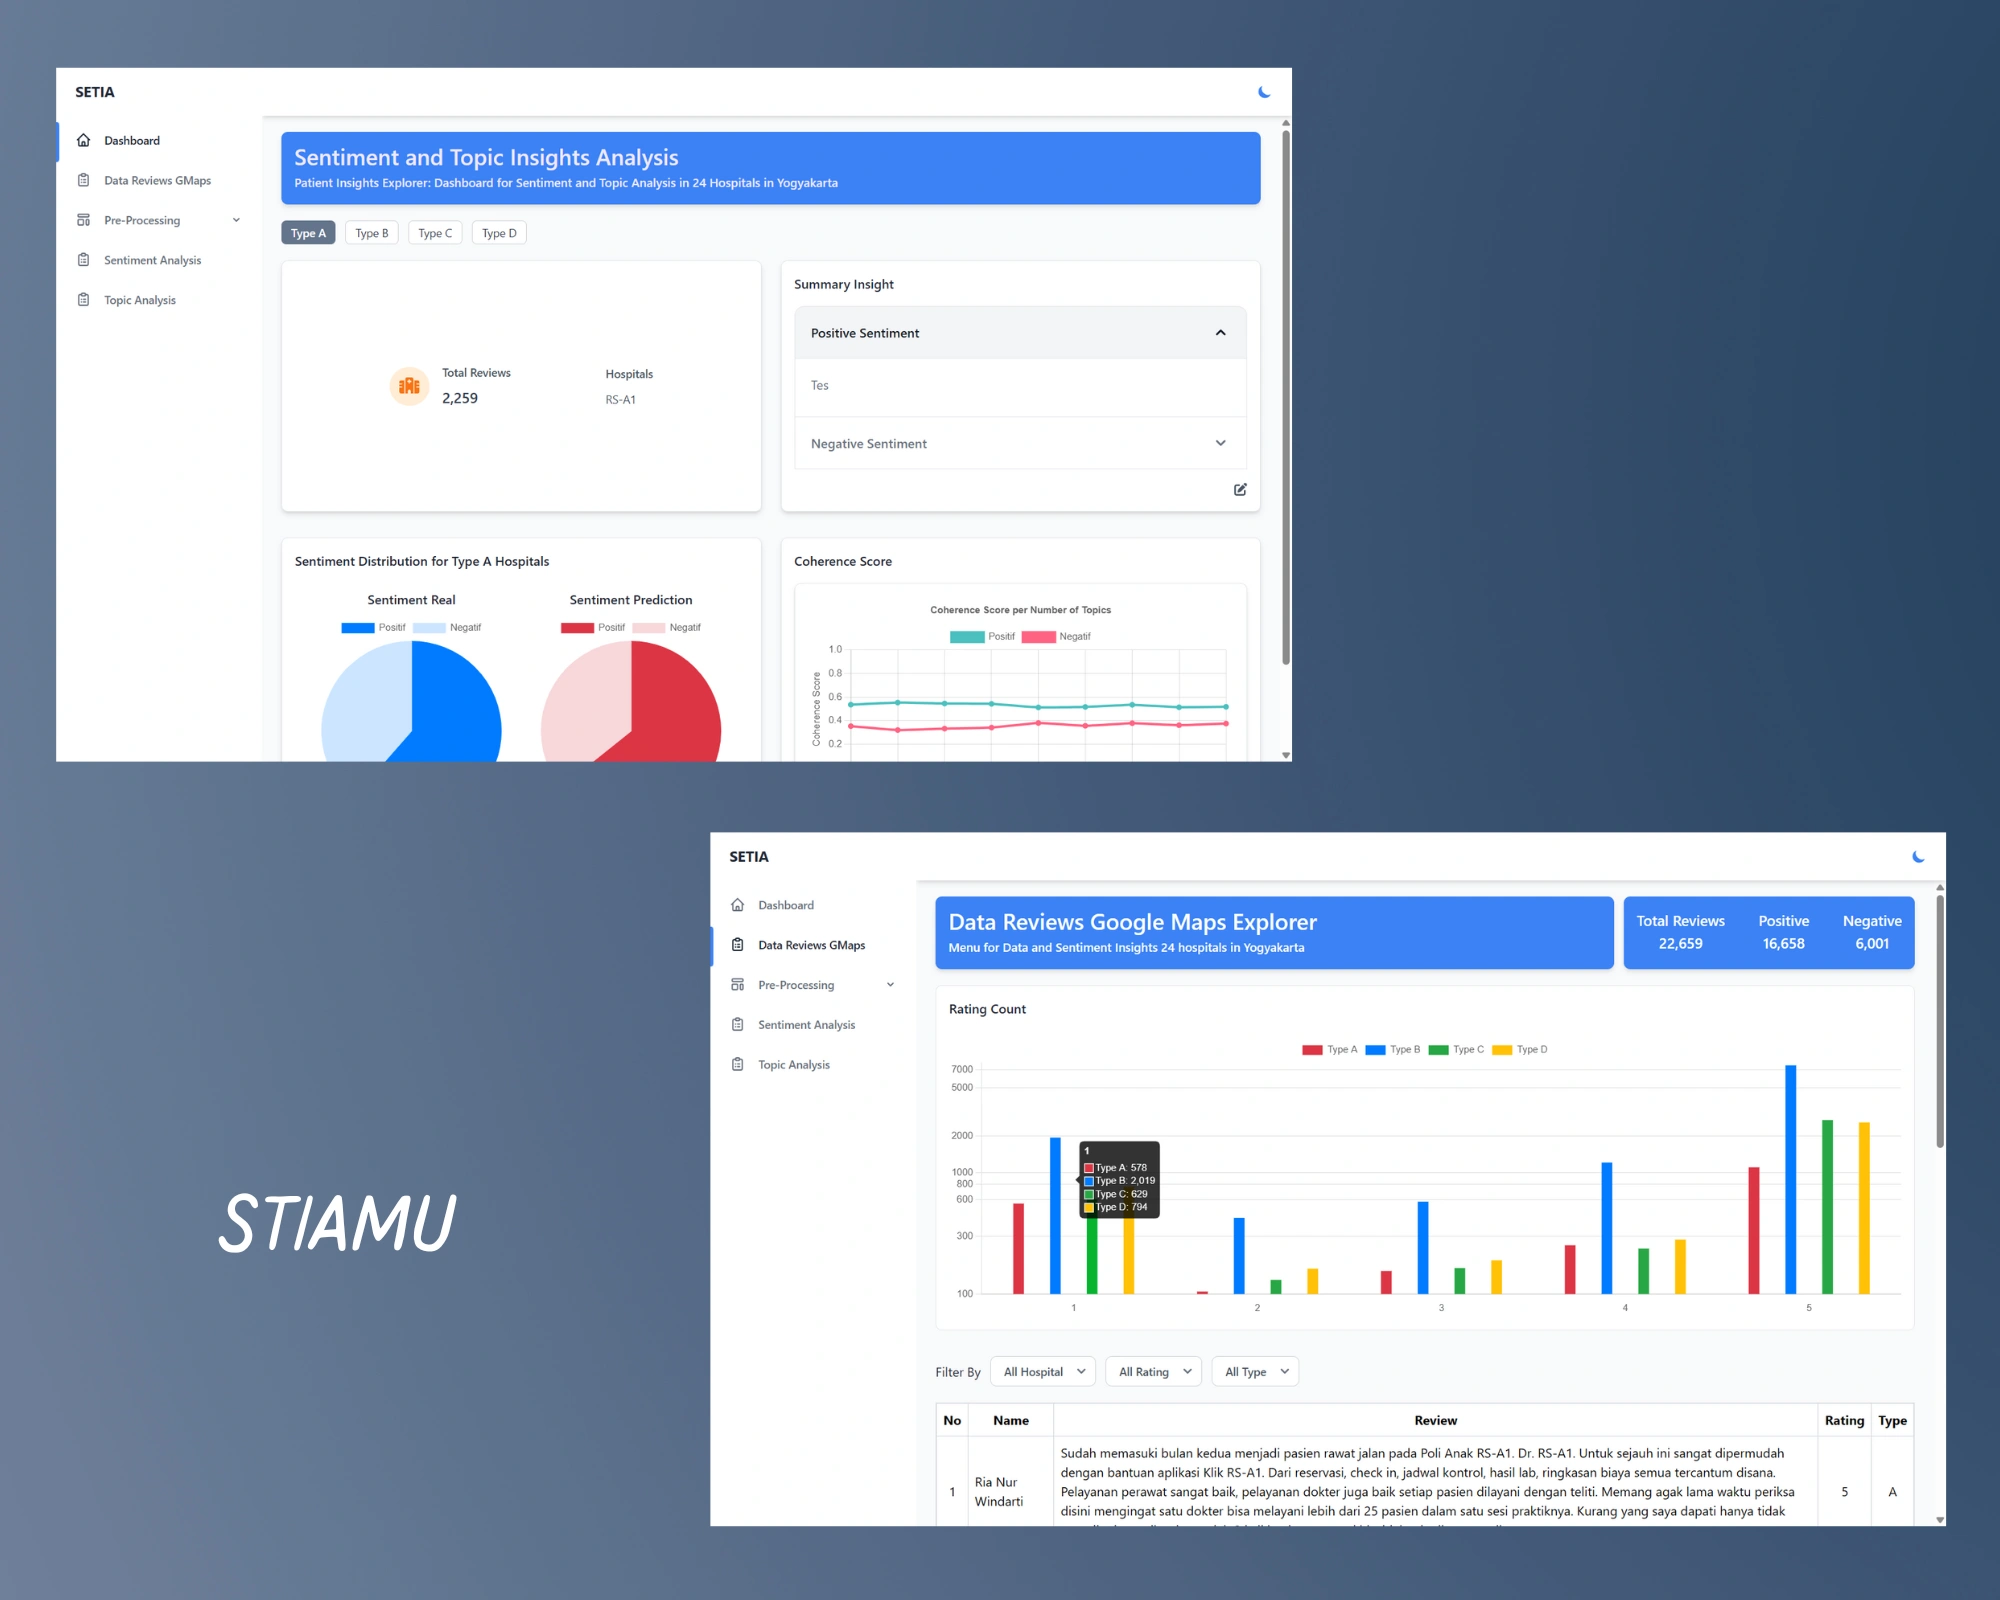 SETIA
Dashboard
Data Reviews GMaps
Pre-Processing
Sentiment Analysis
Topic Analysis
Sentiment and Topic Insights Analysis
Patient Insights Explorer: Dashboard for Sentiment and Topic Analysis in 24 Hospitals in Yogyakarta
Type A Type B Type C Type D
Total Reviews
2,259
Hospitals
RS-A1
Summary Insight
Positive Sentiment
Tes
Negative Sentiment
Sentiment Distribution for Type A Hospitals
Sentiment Real
Positif Negatif
Sentiment Prediction
Positif Negatif
Coherence Score
Coherence Score per Number of Topics
Positif Negatif
1.0
0.8
0.6
0.4
0.2
Coherence Score
STIAMU
SETIA
Dashboard
Data Reviews GMaps
Pre-Processing
Sentiment Analysis
Topic Analysis
Data Reviews Google Maps Explorer
Menu for Data and Sentiment Insights 24 hospitals in Yogyakarta
Total Reviews Positive Negative
22,659 16,658 6,001
Rating Count
Type A Type B Type C Type D
7000
5000
2000
1000
800
600
300
100
1
Type A: 578
Type B: 2,019
Type C: 629
Type D: 794
1 2 3 4 5
Filter By All Hospital All Rating All Type
No Name Review Rating Type
1
Ria Nur
Windarti
Sudah memasuki bulan kedua menjadi pasien rawat jalan pada Poli Anak RS-A1. Dr. RS-A1. Untuk sejauh ini sangat dipermudah
dengan bantuan aplikasi Klik RS-A1. Dari reservasi, check in, jadwal kontrol, hasil lab, ringkasan biaya semua tercantum disana.
Pelayanan perawat sangat baik, pelayanan dokter juga baik setiap pasien dilayani dengan teliti. Memang agak lama waktu periksa
disini mengingat satu dokter bisa melayani lebih dari 25 pasien dalam satu sesi praktiknya. Kurang yang saya dapati hanya tidak
5
A